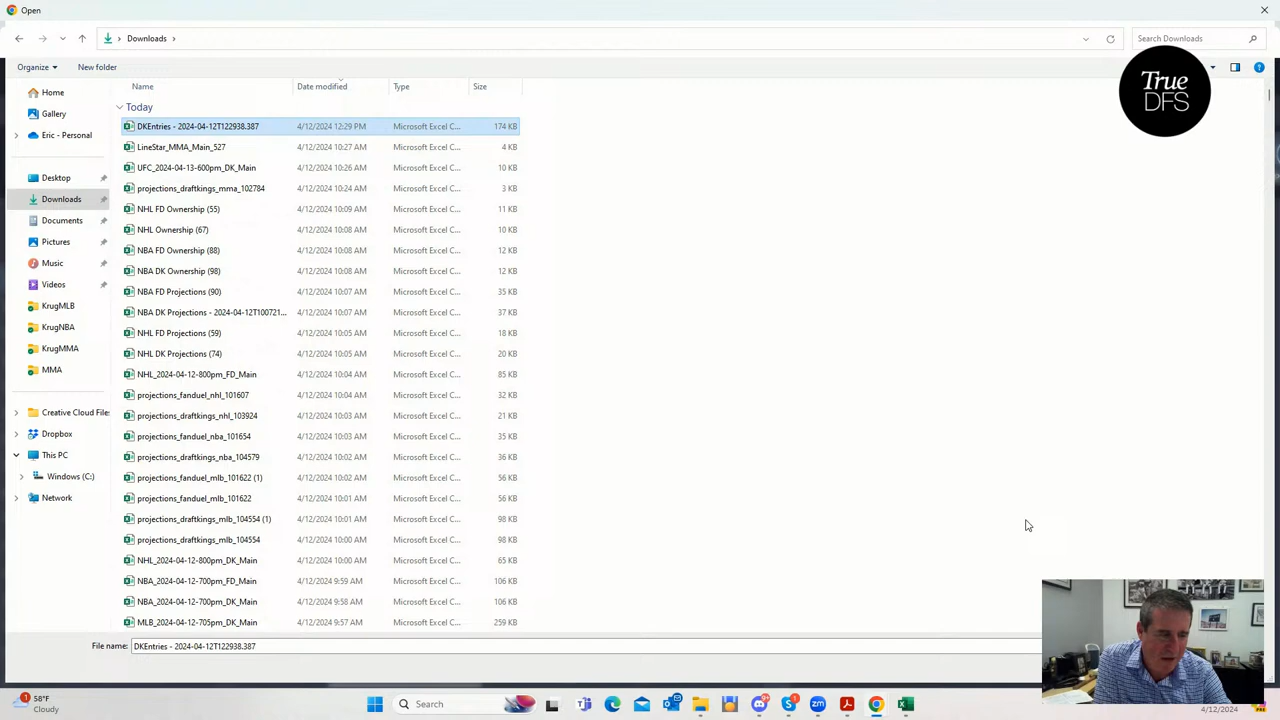 Open
Downloads
Search Downloads
Organize
New folder
True
DFS
Name Date modified Type Size
Home
Gallery
Eric - Personal
Desktop
Downloads
Documents
Pictures
Music
Videos
KrugMLB
KrugNBA
KrugMMA
MMA
Creative Cloud Files
Dropbox
This PC
Windows (C:)
Network
Today
DKEntries - 2024-04-12T122938.387 4/12/2024 12:29 PM Microsoft Excel C... 174 KB
LineStar_MMA_Main_527 4/12/2024 10:27 AM Microsoft Excel C... 4 KB
UFC_2024-04-13-600pm_DK_Main 4/12/2024 10:26 AM Microsoft Excel C... 10 KB
projections_draftkings_mma_102784 4/12/2024 10:24 AM Microsoft Excel C... 3 KB
NHL FD Ownership (55) 4/12/2024 10:09 AM Microsoft Excel C... 11 KB
NHL Ownership (67) 4/12/2024 10:08 AM Microsoft Excel C... 10 KB
NBA FD Ownership (88) 4/12/2024 10:08 AM Microsoft Excel C... 12 KB
NBA DK Ownership (98) 4/12/2024 10:08 AM Microsoft Excel C... 12 KB
NBA FD Projections (90) 4/12/2024 10:07 AM Microsoft Excel C... 35 KB
NBA DK Projections - 2024-04-12T100721... 4/12/2024 10:07 AM Microsoft Excel C... 37 KB
NHL FD Projections (59) 4/12/2024 10:05 AM Microsoft Excel C... 18 KB
NHL DK Projections (74) 4/12/2024 10:05 AM Microsoft Excel C... 20 KB
NHL_2024-04-12-800pm_FD_Main 4/12/2024 10:04 AM Microsoft Excel C... 85 KB
projections_fanduel_nhl_101607 4/12/2024 10:04 AM Microsoft Excel C... 32 KB
projections_draftkings_nhl_103924 4/12/2024 10:03 AM Microsoft Excel C... 21 KB
projections_fanduel_nba_101654 4/12/2024 10:03 AM Microsoft Excel C... 35 KB
projections_draftkings_nba_104579 4/12/2024 10:02 AM Microsoft Excel C... 36 KB
projections_fanduel_mlb_101622 (1) 4/12/2024 10:02 AM Microsoft Excel C... 56 KB
projections_fanduel_mlb_101622 4/12/2024 10:01 AM Microsoft Excel C... 56 KB
projections_draftkings_mlb_104554 (1) 4/12/2024 10:01 AM Microsoft Excel C... 98 KB
projections_draftkings_mlb_104554 4/12/2024 10:00 AM Microsoft Excel C... 98 KB
NHL_2024-04-12-800pm_DK_Main 4/12/2024 10:00 AM Microsoft Excel C... 65 KB
NBA_2024-04-12-700pm_FD_Main 4/12/2024 9:59 AM Microsoft Excel C... 106 KB
NBA_2024-04-12-700pm_DK_Main 4/12/2024 9:58 AM Microsoft Excel C... 106 KB
MLB_2024-04-12-705pm_DK_Main 4/12/2024 9:57 AM Microsoft Excel C... 259 KB
File name: DKEntries - 2024-04-12T122938.387
58°F
Cloudy
Search
4/12/2024